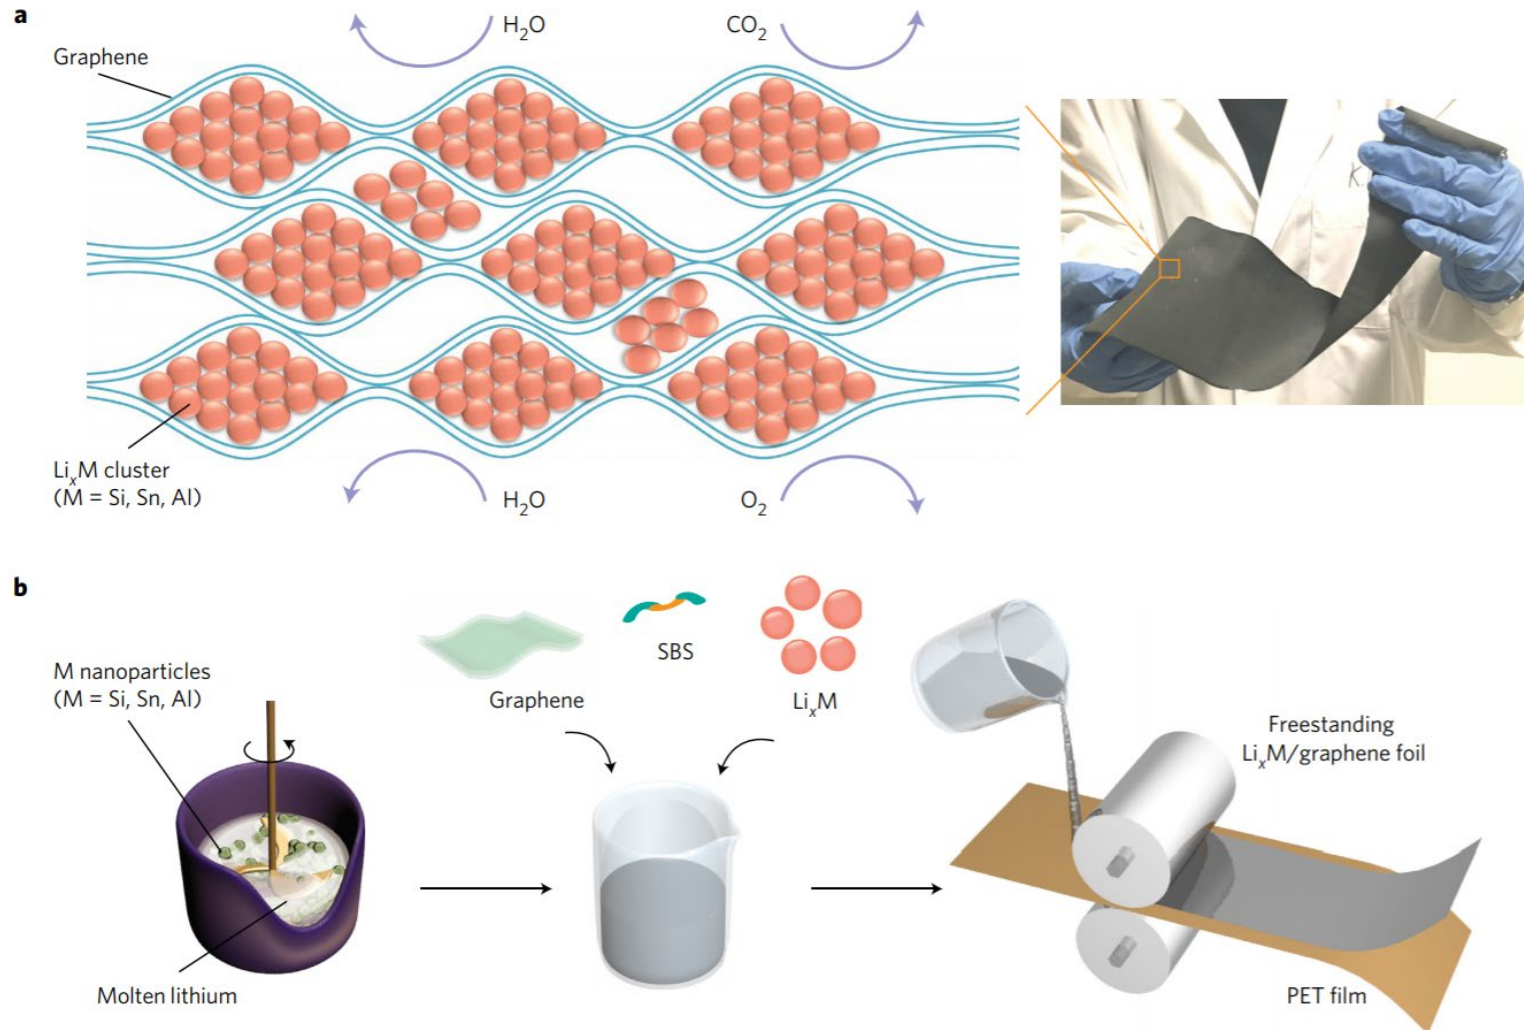 a
Graphene
H₂O
CO₂
K.
LiₓM cluster
(M = Si, Sn, Al)
H₂O
O₂
b
M nanoparticles
(M = Si, Sn, Al)
Graphene
SBS
LiₓM
Freestanding
LiₓM/graphene foil
Molten lithium
PET film